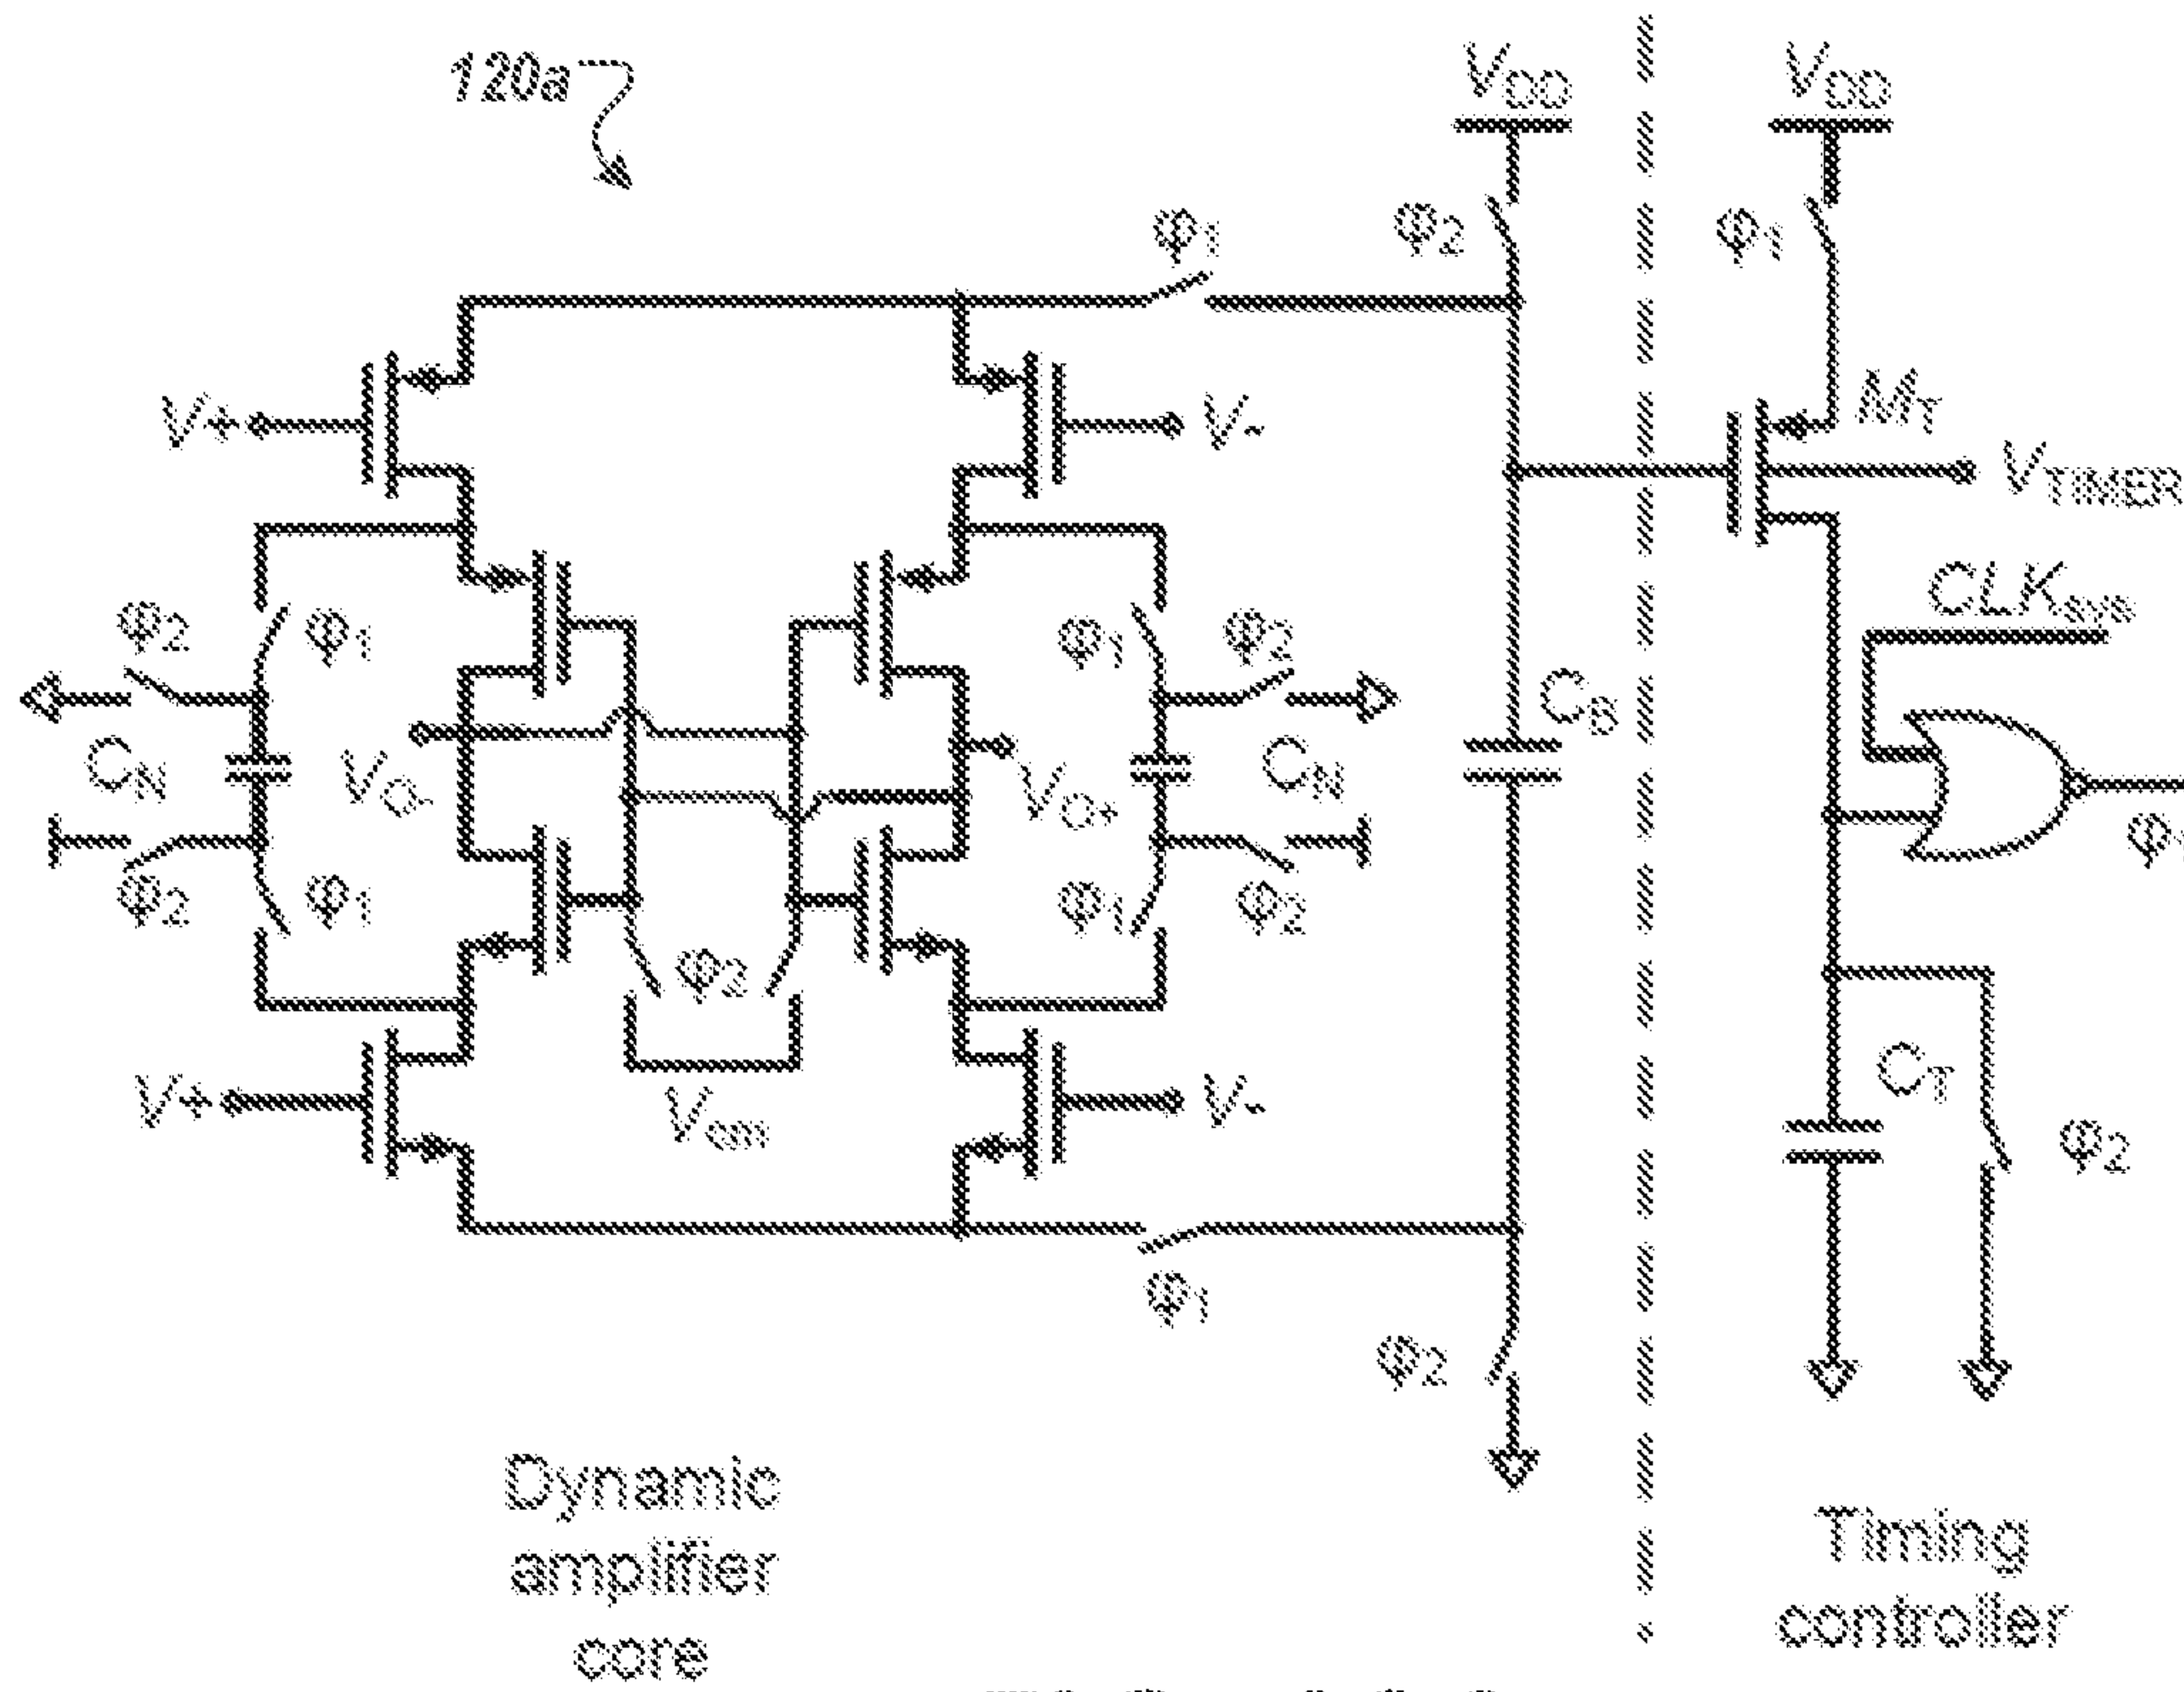 120a
VDD
VDD
φ1
φ2
φ1
V+
V-
MT
VTIMER
CLKsys
φ2
φ1
φ1
φ2
CN
VO-
VO+
CN
CB
φ2
φ1
φ1
φ2
φ2
V+
Vcm
V-
CT
φ2
φ1
φ2
Dynamic
amplifier
core
Timing
controller